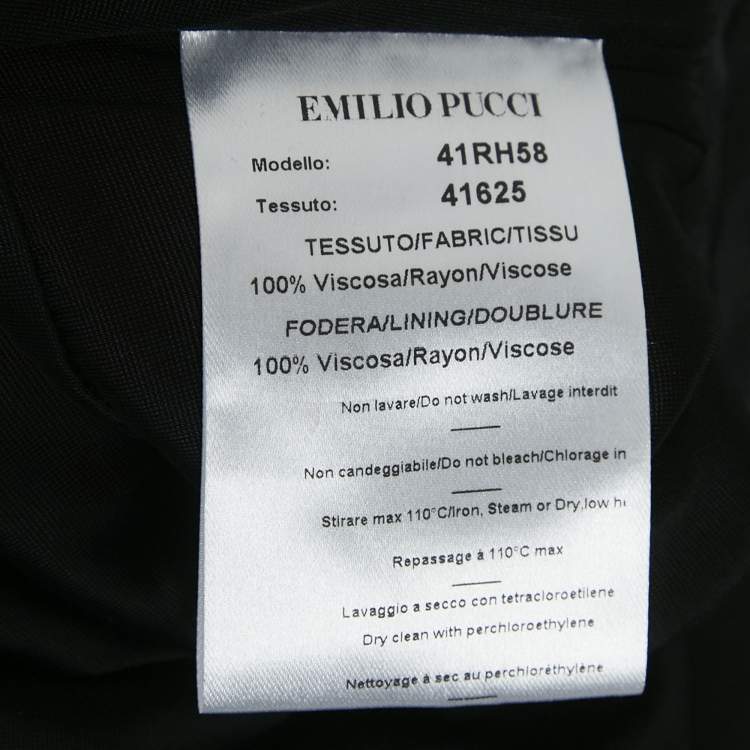 EMILIO PUCCI
Modello: 41RH58
Tessuto: 41625
TESSUTO/FABRIC/TISSU
100% Viscosa/Rayon/Viscose
FODERA/LINING/DOUBLURE
100% Viscosa/Rayon/Viscose
Non lavare/Do not wash/Lavage interdit
Non candeggiabile/Do not bleach/Chlorage in
Stirare max 110°C/Iron, Steam or Dry,low
Repassage à 110°C max
Lavaggio a secco con tetracloroetilene
Dry clean with perchloroethylene
Nettoyage à sec au perchloréthylène